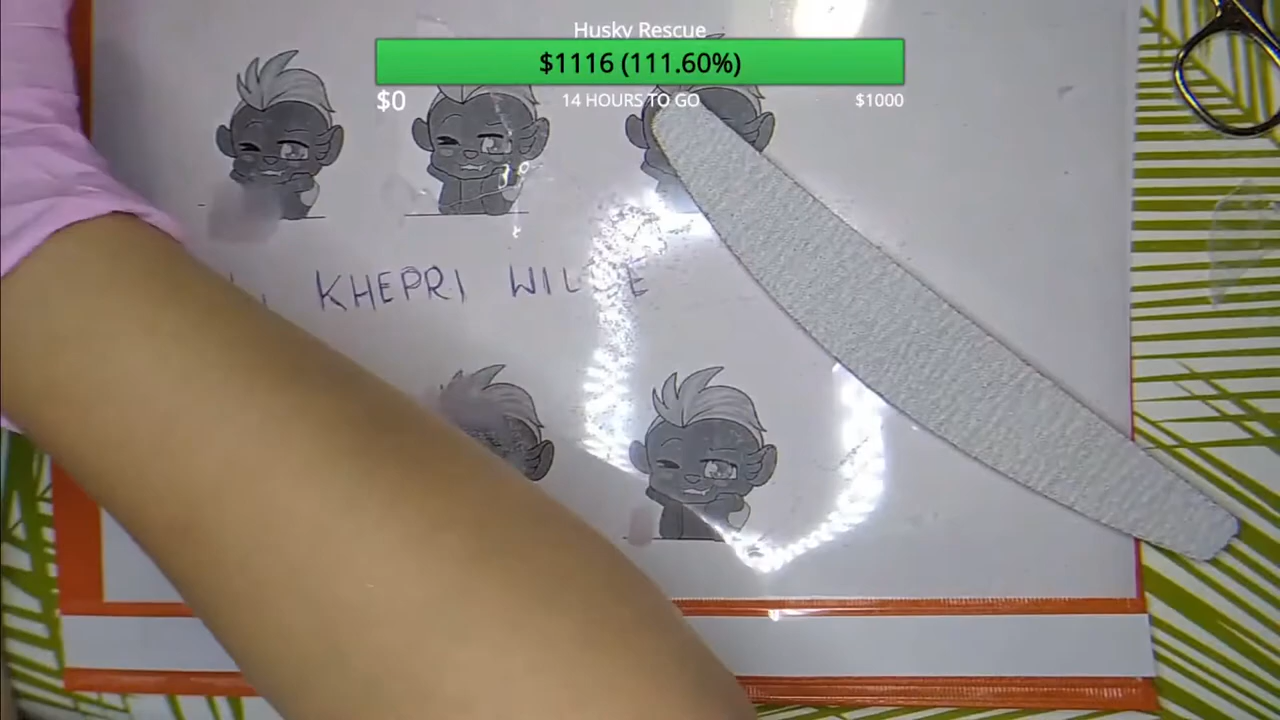 Husky Rescue
$1116 (111.60%)
$0
14 HOURS TO GO
$1000
KHEPRI